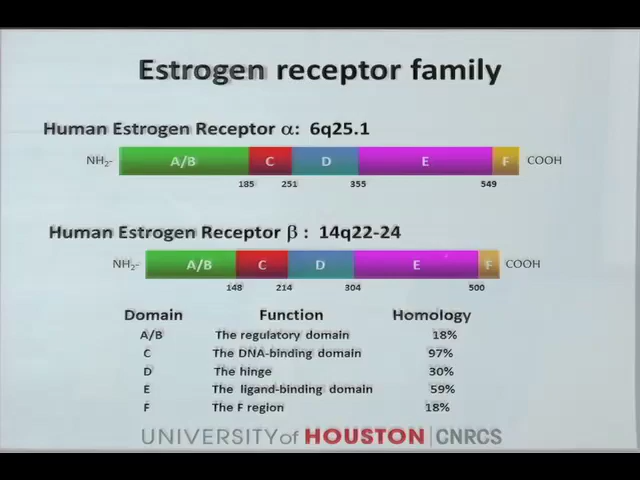 Estrogen receptor family
Human Estrogen Receptor α: 6q25.1
NH₂- A/B C D E F COOH
185 251 355 549
Human Estrogen Receptor β : 14q22-24
NH₂- A/B C D E F COOH
148 214 304 500
Domain Function Homology
A/B The regulatory domain 18%
C The DNA-binding domain 97%
D The hinge 30%
E The ligand-binding domain 59%
F The F region 18%
UNIVERSITY of HOUSTON | CNRCS